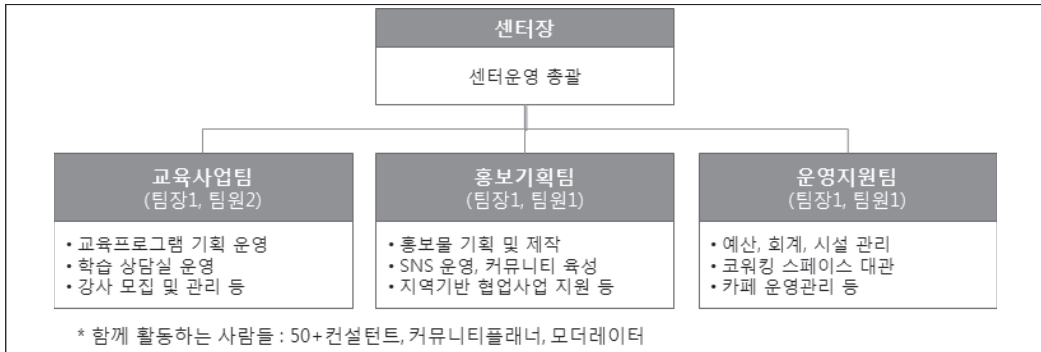 센터장
센터운영 총괄
교육사업팀
(팀장1, 팀원2)
• 교육프로그램 기획 운영
• 학습 상담실 운영
• 강사 모집 및 관리 등
홍보기획팀
(팀장1, 팀원1)
• 홍보물 기획 및 제작
• SNS 운영, 커뮤니티 육성
• 지역기반 협업사업 지원 등
운영지원팀
(팀장1, 팀원1)
• 예산, 회계, 시설 관리
• 코워킹 스페이스 대관
• 카페 운영관리 등
* 함께 활동하는 사람들 : 50+컨설턴트, 커뮤니티플래너, 모더레이터